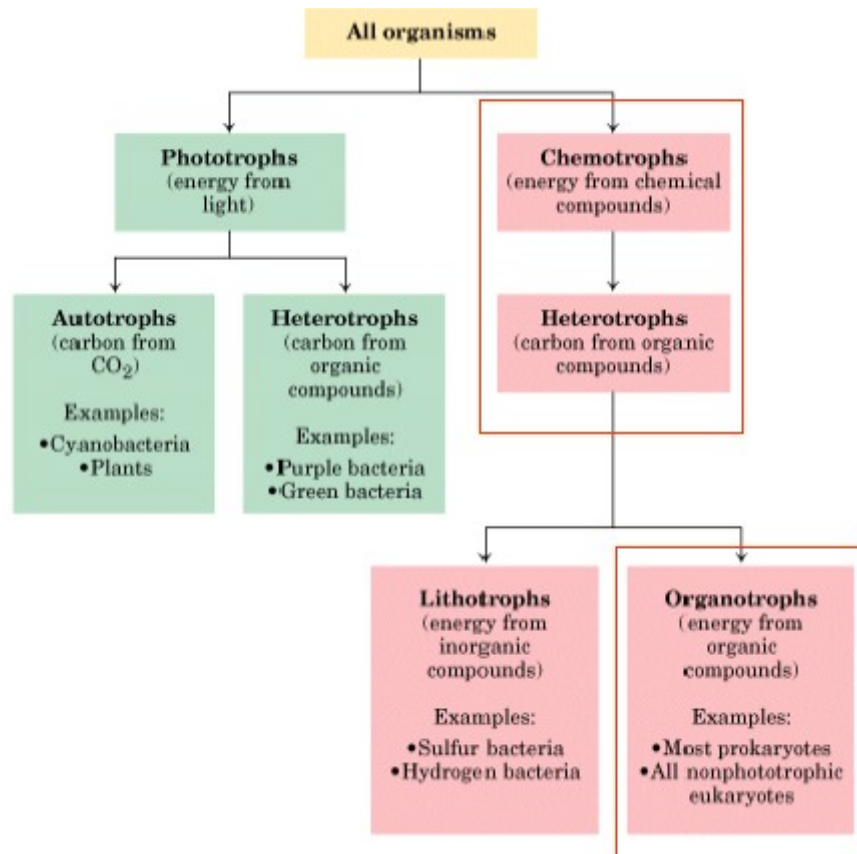 All organisms
Phototrophs
(energy from
light)
Chemotrophs
(energy from chemical
compounds)
Autotrophs
(carbon from
CO₂)
Examples:
•Cyanobacteria
•Plants
Heterotrophs
(carbon from
organic
compounds)
Examples:
•Purple bacteria
•Green bacteria
Heterotrophs
(carbon from organic
compounds)
Lithotrophs
(energy from
inorganic
compounds)
Examples:
•Sulfur bacteria
•Hydrogen bacteria
Organotrophs
(energy from
organic
compounds)
Examples:
•Most prokaryotes
•All nonphototrophic
eukaryotes